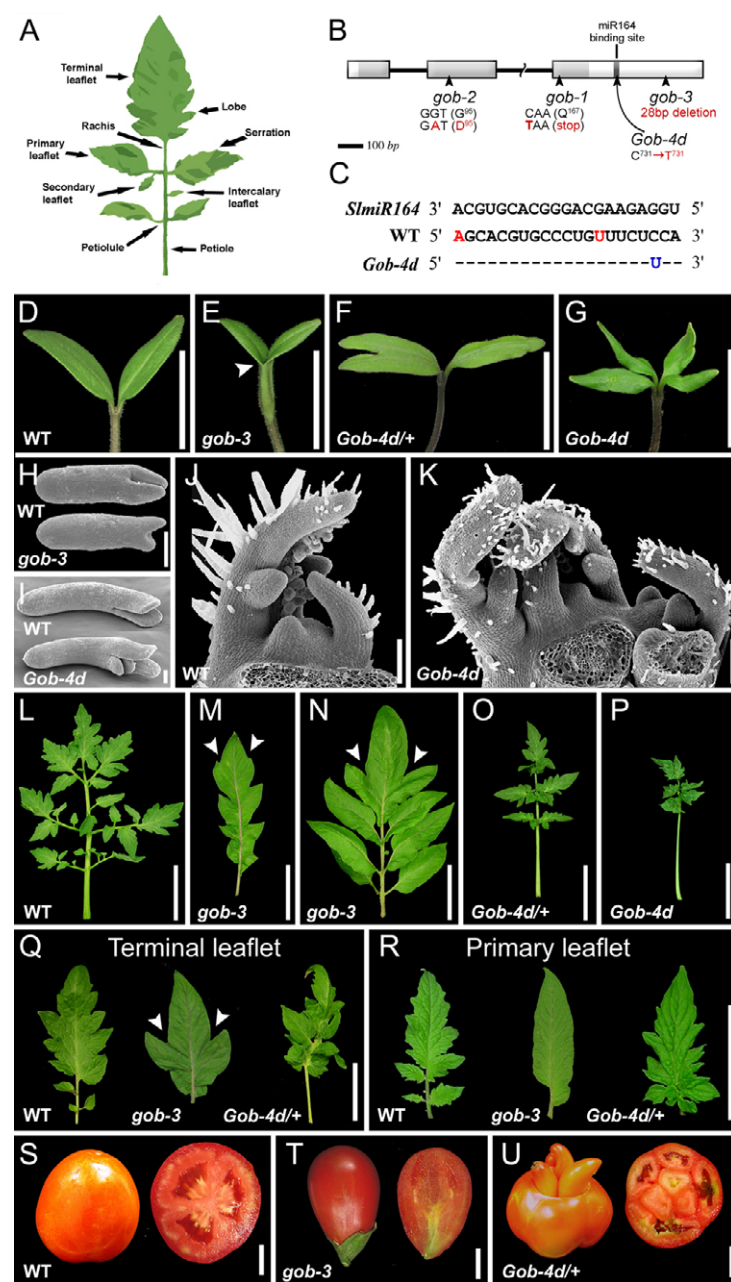 A
Terminal leaflet
Lobe
Rachis
Serration
Primary leaflet
Secondary leaflet
Intercalary leaflet
Petiolule
Petiole
B
miR164 binding site
gob-2
GGT (G95)
GAT (D95)
gob-1
CAA (Q167)
TAA (stop)
gob-3
28bp deletion
Gob-4d
C731→T731
100 bp
C
SlmiR164 3' ACGUGCACGGGACGAAGAGGU 5'
WT 5' AGCACGUGCCCUGUUUCUCCA 3'
Gob-4d 5' ------------------U-- 3'
D
WT
E
gob-3
F
Gob-4d/+
G
Gob-4d
H
WT
gob-3
I
WT
Gob-4d
J
WT
K
Gob-4d
L
WT
M
gob-3
N
gob-3
O
Gob-4d/+
P
Gob-4d
Q
Terminal leaflet
WT
gob-3
Gob-4d/+
R
Primary leaflet
WT
gob-3
Gob-4d/+
S
WT
T
gob-3
U
Gob-4d/+